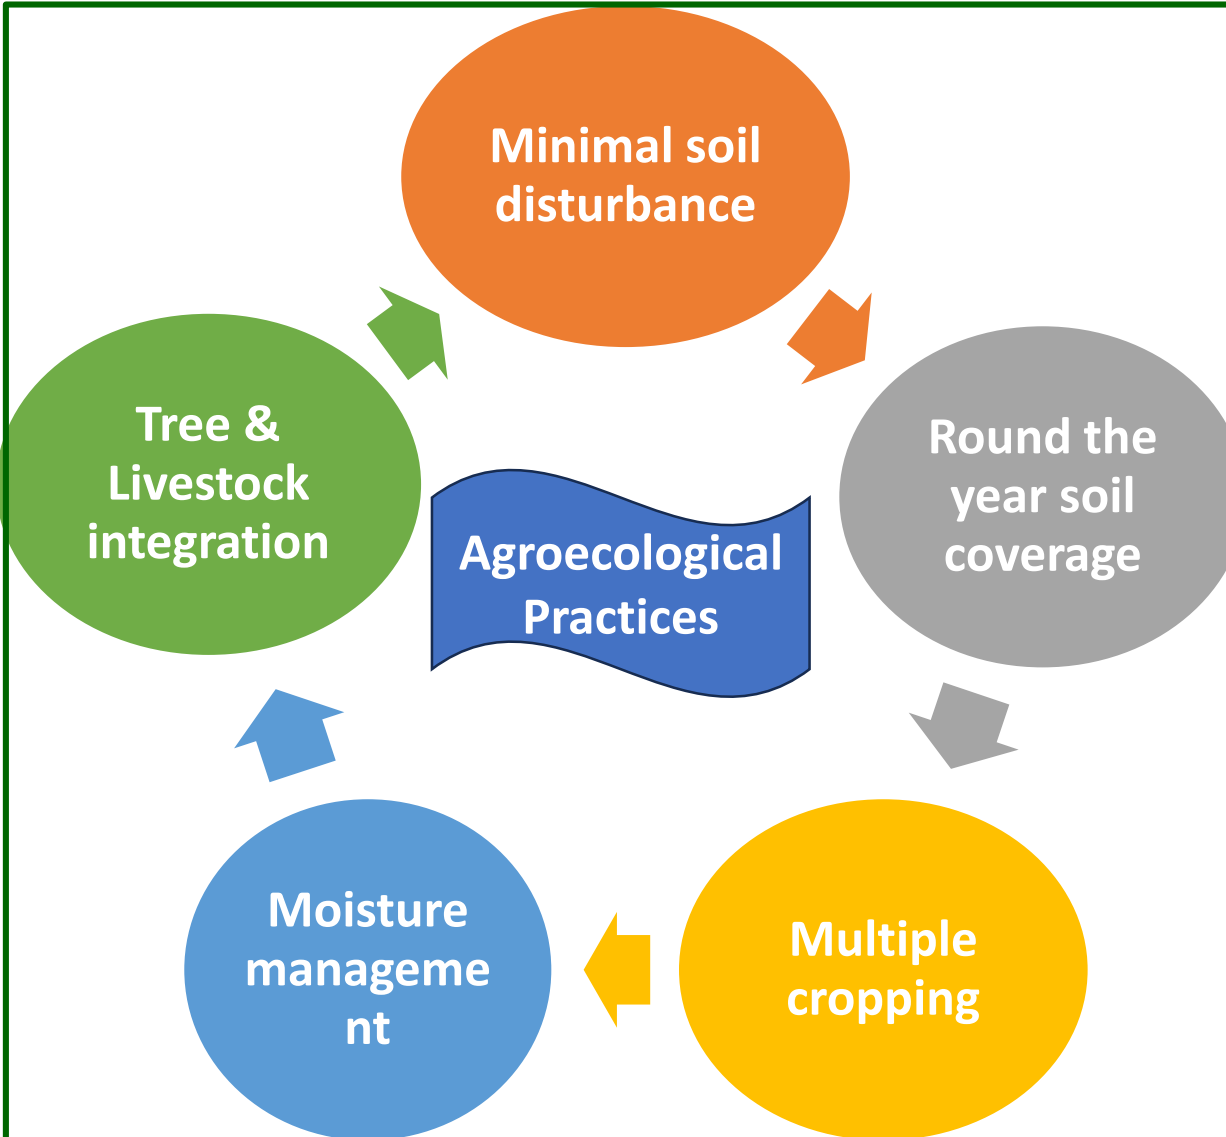 Minimal soil
disturbance
Tree &
Livestock
integration
Round the
year soil
coverage
Agroecological
Practices
Moisture
manageme
nt
Multiple
cropping